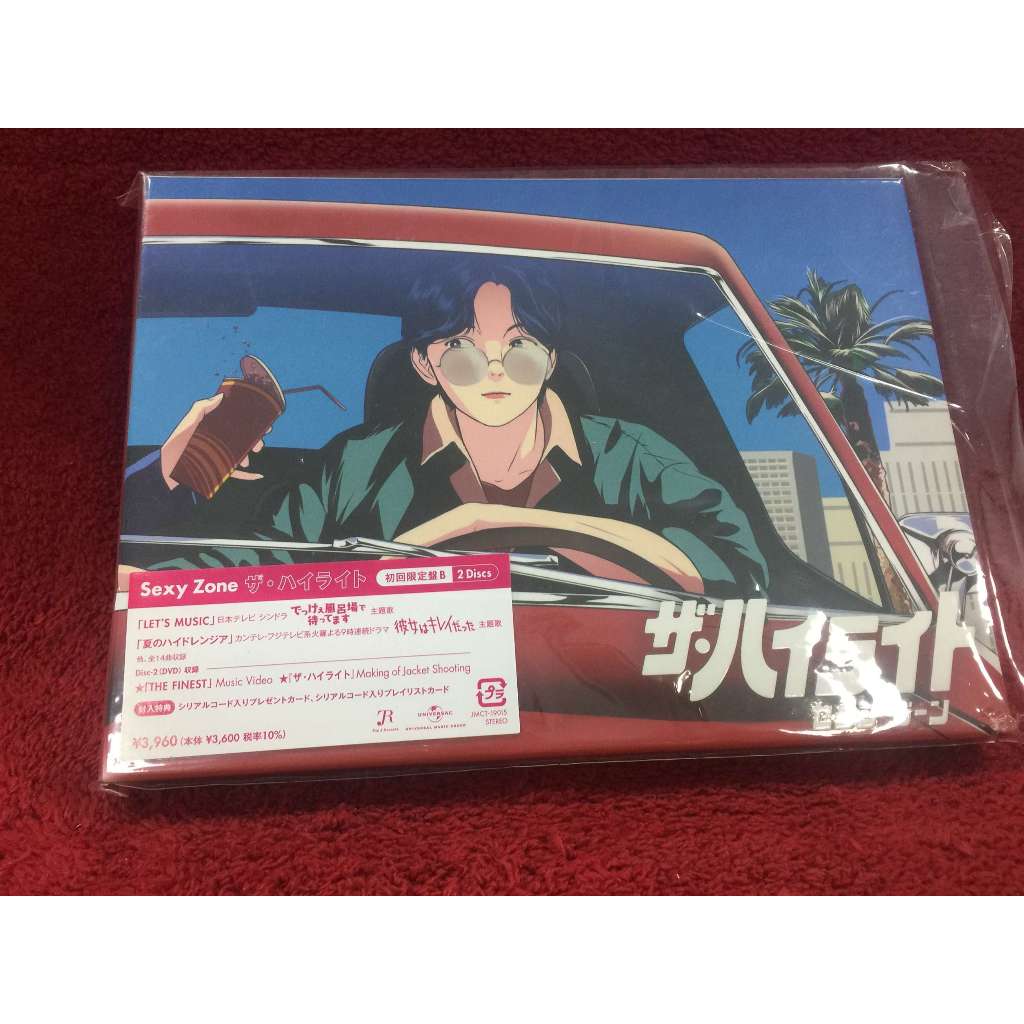 Sexy Zone ザ・ハイライト 初回限定盤B 2 Discs
「LET'S MUSIC」日本テレビ シンドラ でっけぇ風呂場で待ってます 主題歌
「夏のハイドレンジア」カンテレ・フジテレビ系火曜よる9時連続ドラマ 彼女はキレイだった 主題歌
他、全14曲収録
Disc-2 (DVD) 収録
★「THE FINEST」Music Video ★「ザ・ハイライト」Making of Jacket Shooting
封入特典 シリアルコード入りプレゼントカード、シリアルコード入りプレイリストカード
¥3,960 (本体 ¥3,600 税率10%)
UNIVERSAL
UNIVERSAL MUSIC GROUP
プラ
JMCT-19015
STEREO
ザ・ハイライト